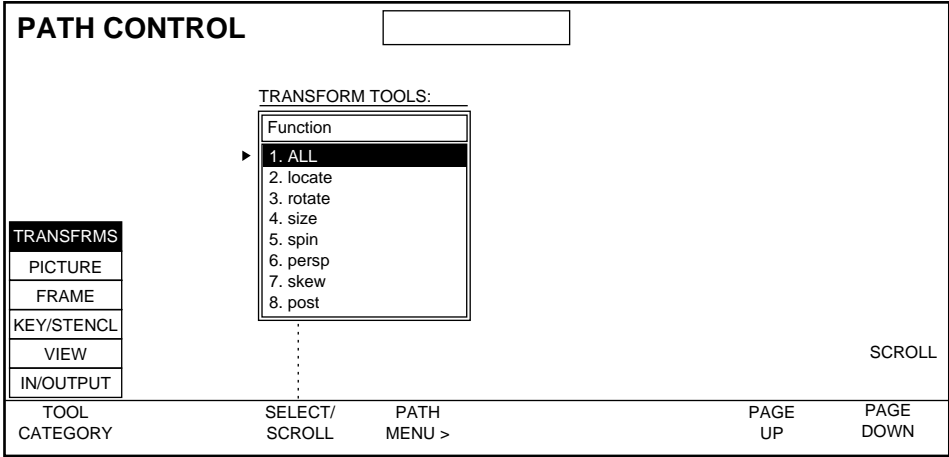 PATH CONTROL
TRANSFORM TOOLS:
Function
1. ALL
2. locate
3. rotate
4. size
5. spin
6. persp
7. skew
8. post
TRANSFRMS
PICTURE
FRAME
KEY/STENCL
VIEW
IN/OUTPUT
SCROLL
TOOL CATEGORY
SELECT/ SCROLL
PATH MENU >
PAGE UP
PAGE DOWN